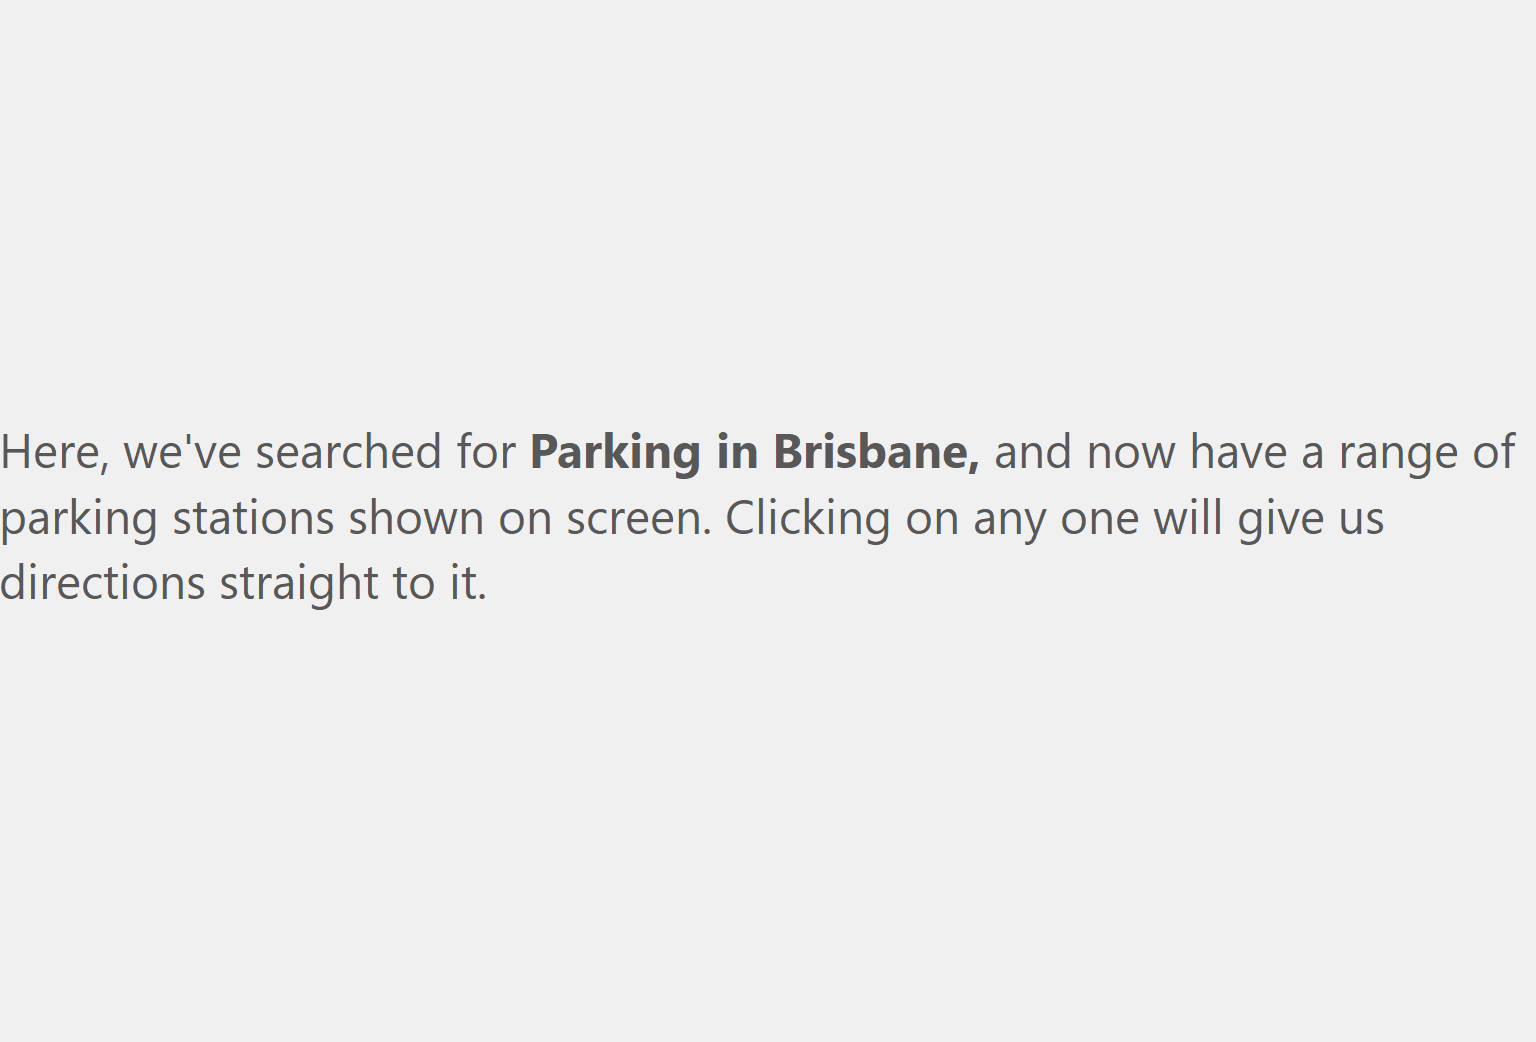 Here, we've searched for Parking in Brisbane, and now have a range of
parking stations shown on screen. Clicking on any one will give us
directions straight to it.